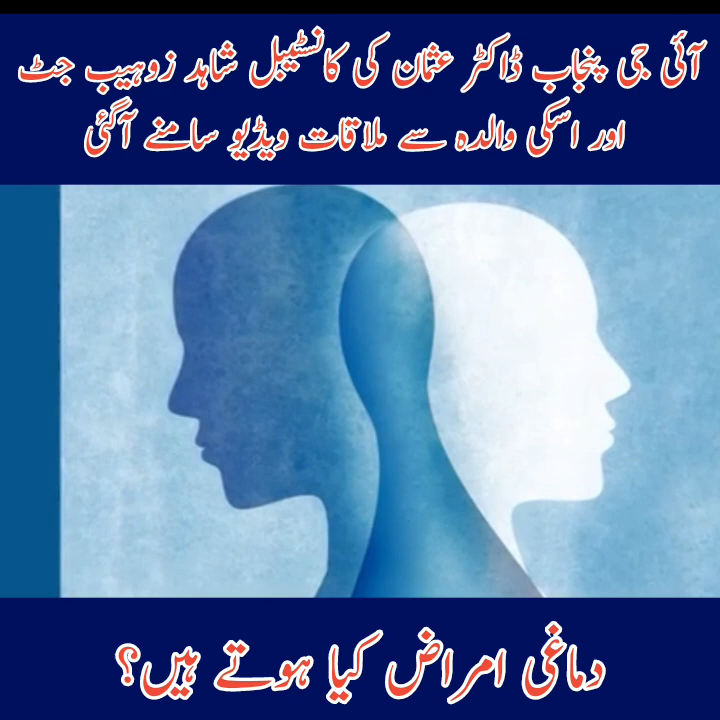 آئی جی پنجاب ڈاکٹر عثمان کی کانسٹیبل شاہد زوہیب جٹ
اور اسکی والدہ سے ملاقات ویڈیو سامنے آگئی
دماغی امراض کیا ہوتے ہیں؟